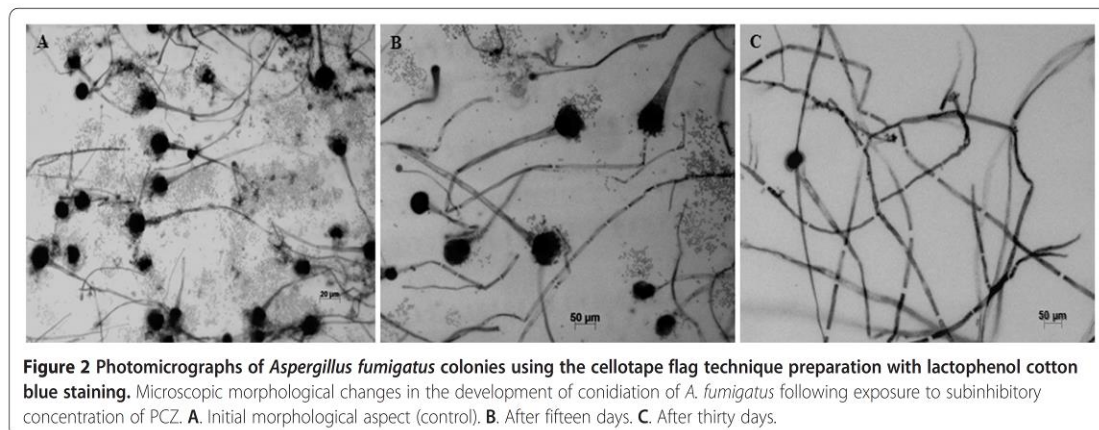 A
B
C
20 µm
50 µm
50 µm
Figure 2 Photomicrographs of Aspergillus fumigatus colonies using the cellotape flag technique preparation with lactophenol cotton
blue staining. Microscopic morphological changes in the development of conidiation of A. fumigatus following exposure to subinhibitory
concentration of PCZ. A. Initial morphological aspect (control). B. After fifteen days. C. After thirty days.